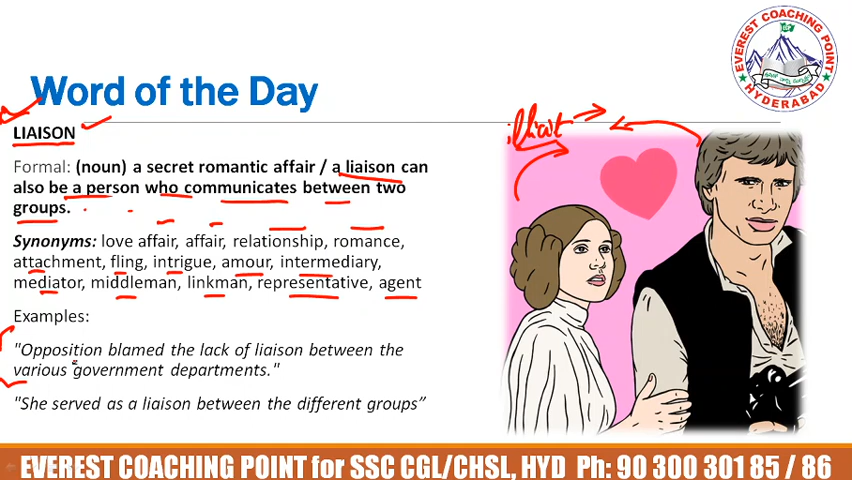 EVEREST COACHING POINT
HYDERABAD
Word of the Day
LIAISON
Formal: (noun) a secret romantic affair / a liaison can
also be a person who communicates between two
groups.
Synonyms: love affair, affair, relationship, romance,
attachment, fling, intrigue, amour, intermediary,
mediator, middleman, linkman, representative, agent
Examples:
"Opposition blamed the lack of liaison between the
various government departments."
"She served as a liaison between the different groups”
EVEREST COACHING POINT for SSC CGL/CHSL, HYD Ph: 90 300 301 85 / 86